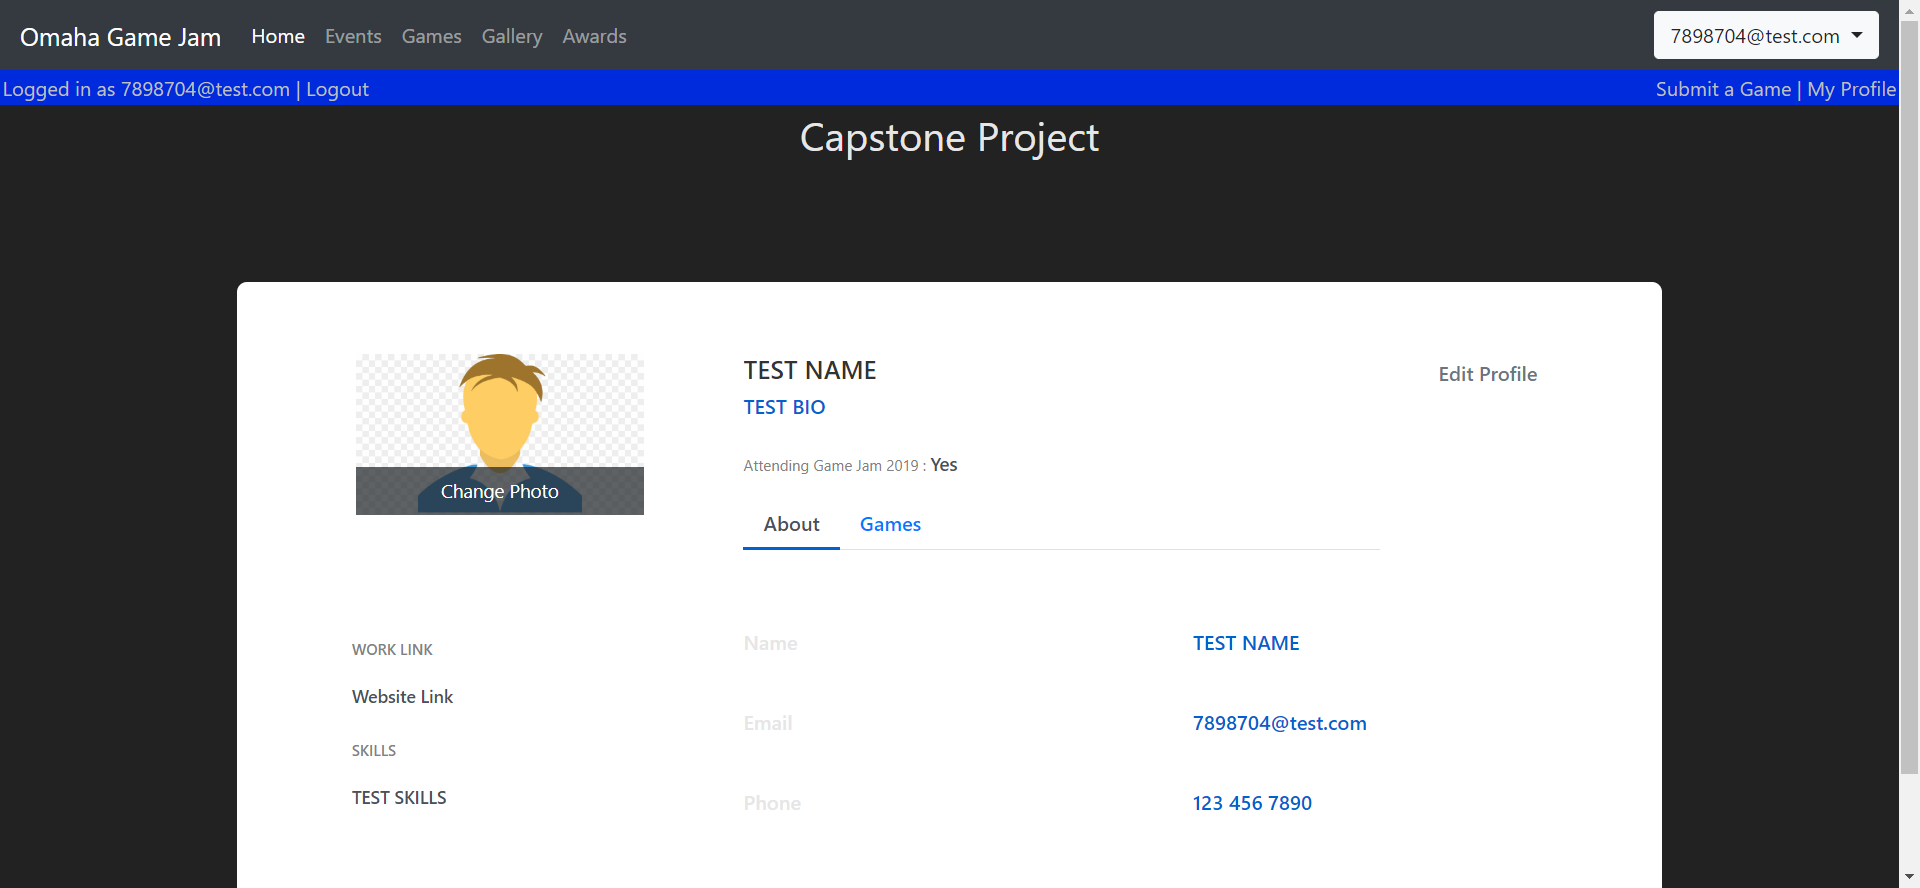 Omaha Game Jam Home Events Games Gallery Awards 7898704@test.com
Logged in as 7898704@test.com | Logout Submit a Game | My Profile
Capstone Project
Change Photo
TEST NAME
Edit Profile
TEST BIO
Attending Game Jam 2019 : Yes
About Games
WORK LINK
Website Link
SKILLS
TEST SKILLS
Name TEST NAME
Email 7898704@test.com
Phone 123 456 7890